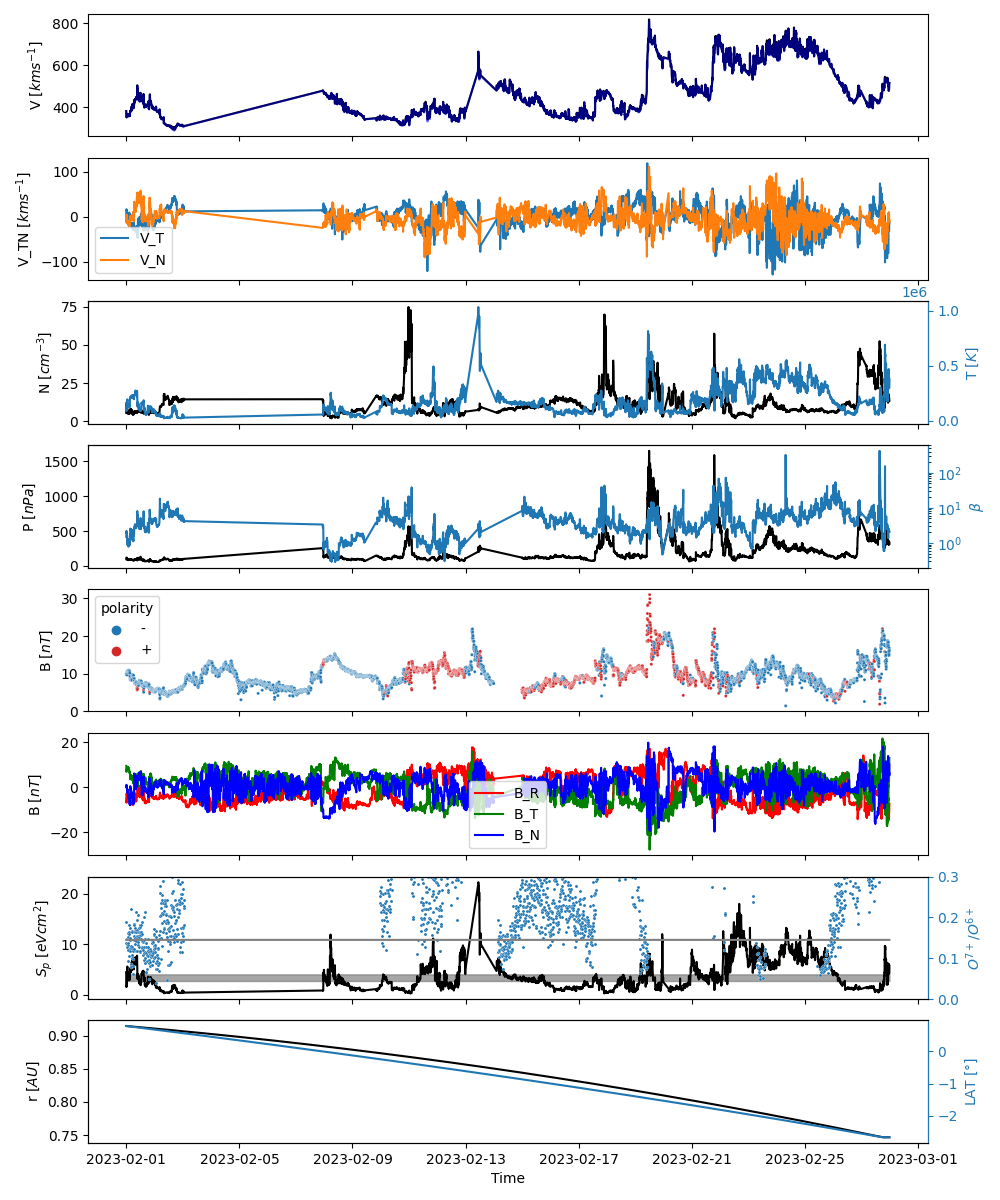 800
600
400
V [kms⁻¹]
100
0
−100
V_TN [kms⁻¹]
V_T
V_N
1e6
75
50
25
0
N [cm⁻³]
1.0
0.5
0.0
T [K]
1500
1000
500
0
P [nPa]
10²
10¹
10⁰
β
30
20
10
0
B [nT]
polarity
-
+
20
0
−20
B [nT]
B_R
B_T
B_N
20
10
0
Sₚ [eVcm²]
0.3
0.2
0.1
0.0
O⁷⁺/O⁶⁺
0.90
0.85
0.80
0.75
r [AU]
0
−1
−2
LAT [°]
2023-02-01 2023-02-05 2023-02-09 2023-02-13 2023-02-17 2023-02-21 2023-02-25 2023-03-01
Time